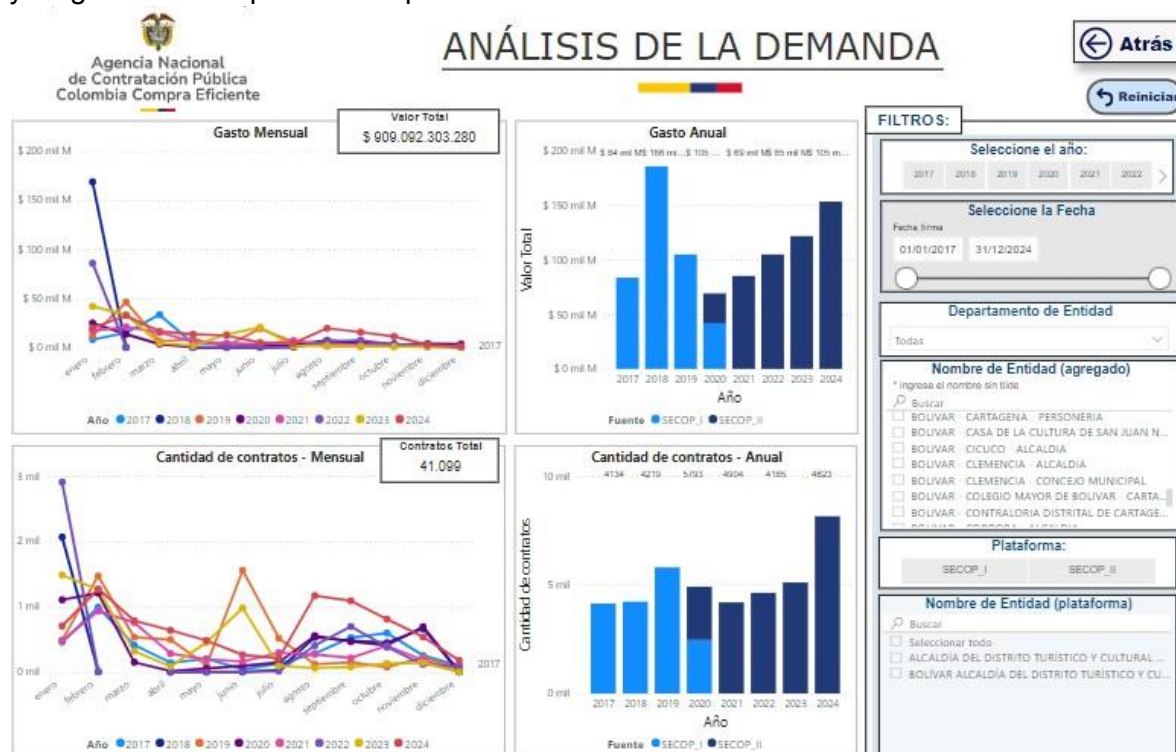 Agencia Nacional
de Contratación Pública
Colombia Compra Eficiente
ANÁLISIS DE LA DEMANDA
Atrás
Reiniciar
Gasto Mensual
Valor Total
$ 909.092.303.280
$ 200 mil M
$ 150 mil M
$ 100 mil M
$ 50 mil M
$ 0 mil M
2017
enero
febrero
marzo
abril
mayo
junio
julio
agosto
septiembre
octubre
noviembre
diciembre
Año 2017 2018 2019 2020 2021 2022 2023 2024
Gasto Anual
$ 84 mil M$ 186 mi... $ 105 ... $ 69 mil M$ 85 mil M$ 105 m...
Valor Total
$ 200 mil M
$ 150 mil M
$ 100 mil M
$ 50 mil M
$ 0 mil M
2017 2018 2019 2020 2021 2022 2023 2024
Año
Fuente SECOP_I SECOP_II
Cantidad de contratos - Mensual
Contratos Total
41.099
3 mil
2 mil
1 mil
0 mil
2017
enero
febrero
marzo
abril
mayo
junio
julio
agosto
septiembre
octubre
noviembre
diciembre
Año 2017 2018 2019 2020 2021 2022 2023 2024
Cantidad de contratos - Anual
4134 4219 5793 4904 4185 4623
Cantidad de contratos
10 mil
5 mil
0 mil
2017 2018 2019 2020 2021 2022 2023 2024
Año
Fuente SECOP_I SECOP_II
FILTROS:
Seleccione el año:
2017 2018 2019 2020 2021 2022
Seleccione la Fecha
Fecha firma
01/01/2017 31/12/2024
Departamento de Entidad
Todas
Nombre de Entidad (agregado)
* ingrese el nombre sin tilde
Buscar
BOLIVAR - CARTAGENA - PERSONERIA
BOLIVAR - CASA DE LA CULTURA DE SAN JUAN N...
BOLIVAR - CICUCO - ALCALDIA
BOLIVAR - CLEMENCIA - ALCALDIA
BOLIVAR - CLEMENCIA - CONCEJO MUNICIPAL
BOLIVAR - COLEGIO MAYOR DE BOLIVAR - CARTA...
BOLIVAR - CONTRALORIA DISTRITAL DE CARTAGE...
Plataforma:
SECOP_I SECOP_II
Nombre de Entidad (plataforma)
Buscar
Seleccionar todo
ALCALDÍA DEL DISTRITO TURÍSTICO Y CULTURAL ...
BOLÍVAR ALCALDÍA DEL DISTRITO TURÍSTICO Y CU...